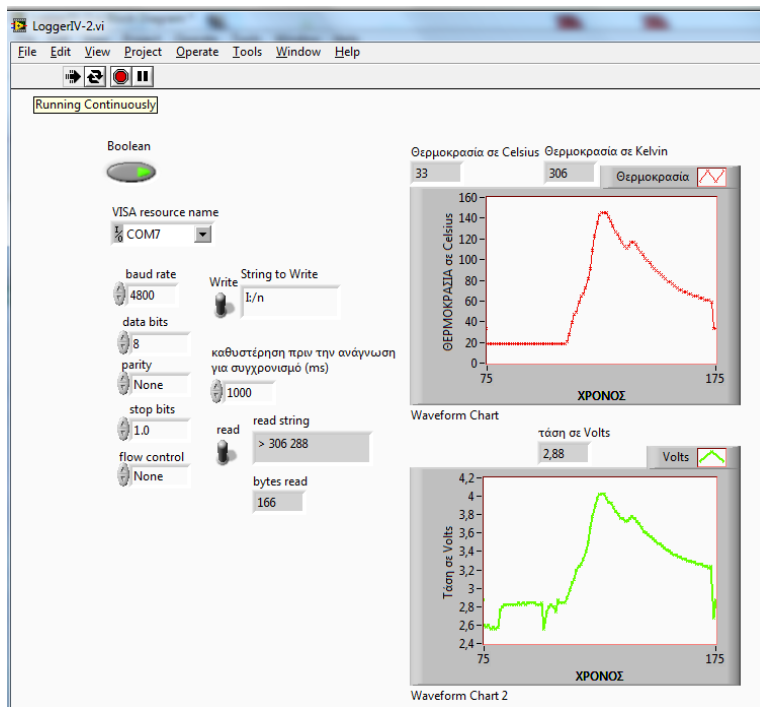 LoggerIV-2.vi
File Edit View Project Operate Tools Window Help
Running Continuously
Boolean
VISA resource name
I/O COM7
baud rate
4800
data bits
8
parity
None
stop bits
1.0
flow control
None
Write
String to Write
I:/n
καθυστέρηση πριν την ανάγνωση
για συγχρονισμό (ms)
1000
read
read string
> 306 288
bytes read
166
Θερμοκρασία σε Celsius Θερμοκρασία σε Kelvin
33 306 Θερμοκρασία
ΘΕΡΜΟΚΡΑΣΙΑ σε Celsius
160
140
120
100
80
60
40
20
0
75 175
ΧΡΟΝΟΣ
Waveform Chart
τάση σε Volts
2,88 Volts
Τάση σε Volts
4,2
4
3,8
3,6
3,4
3,2
3
2,8
2,6
2,4
75 175
ΧΡΟΝΟΣ
Waveform Chart 2